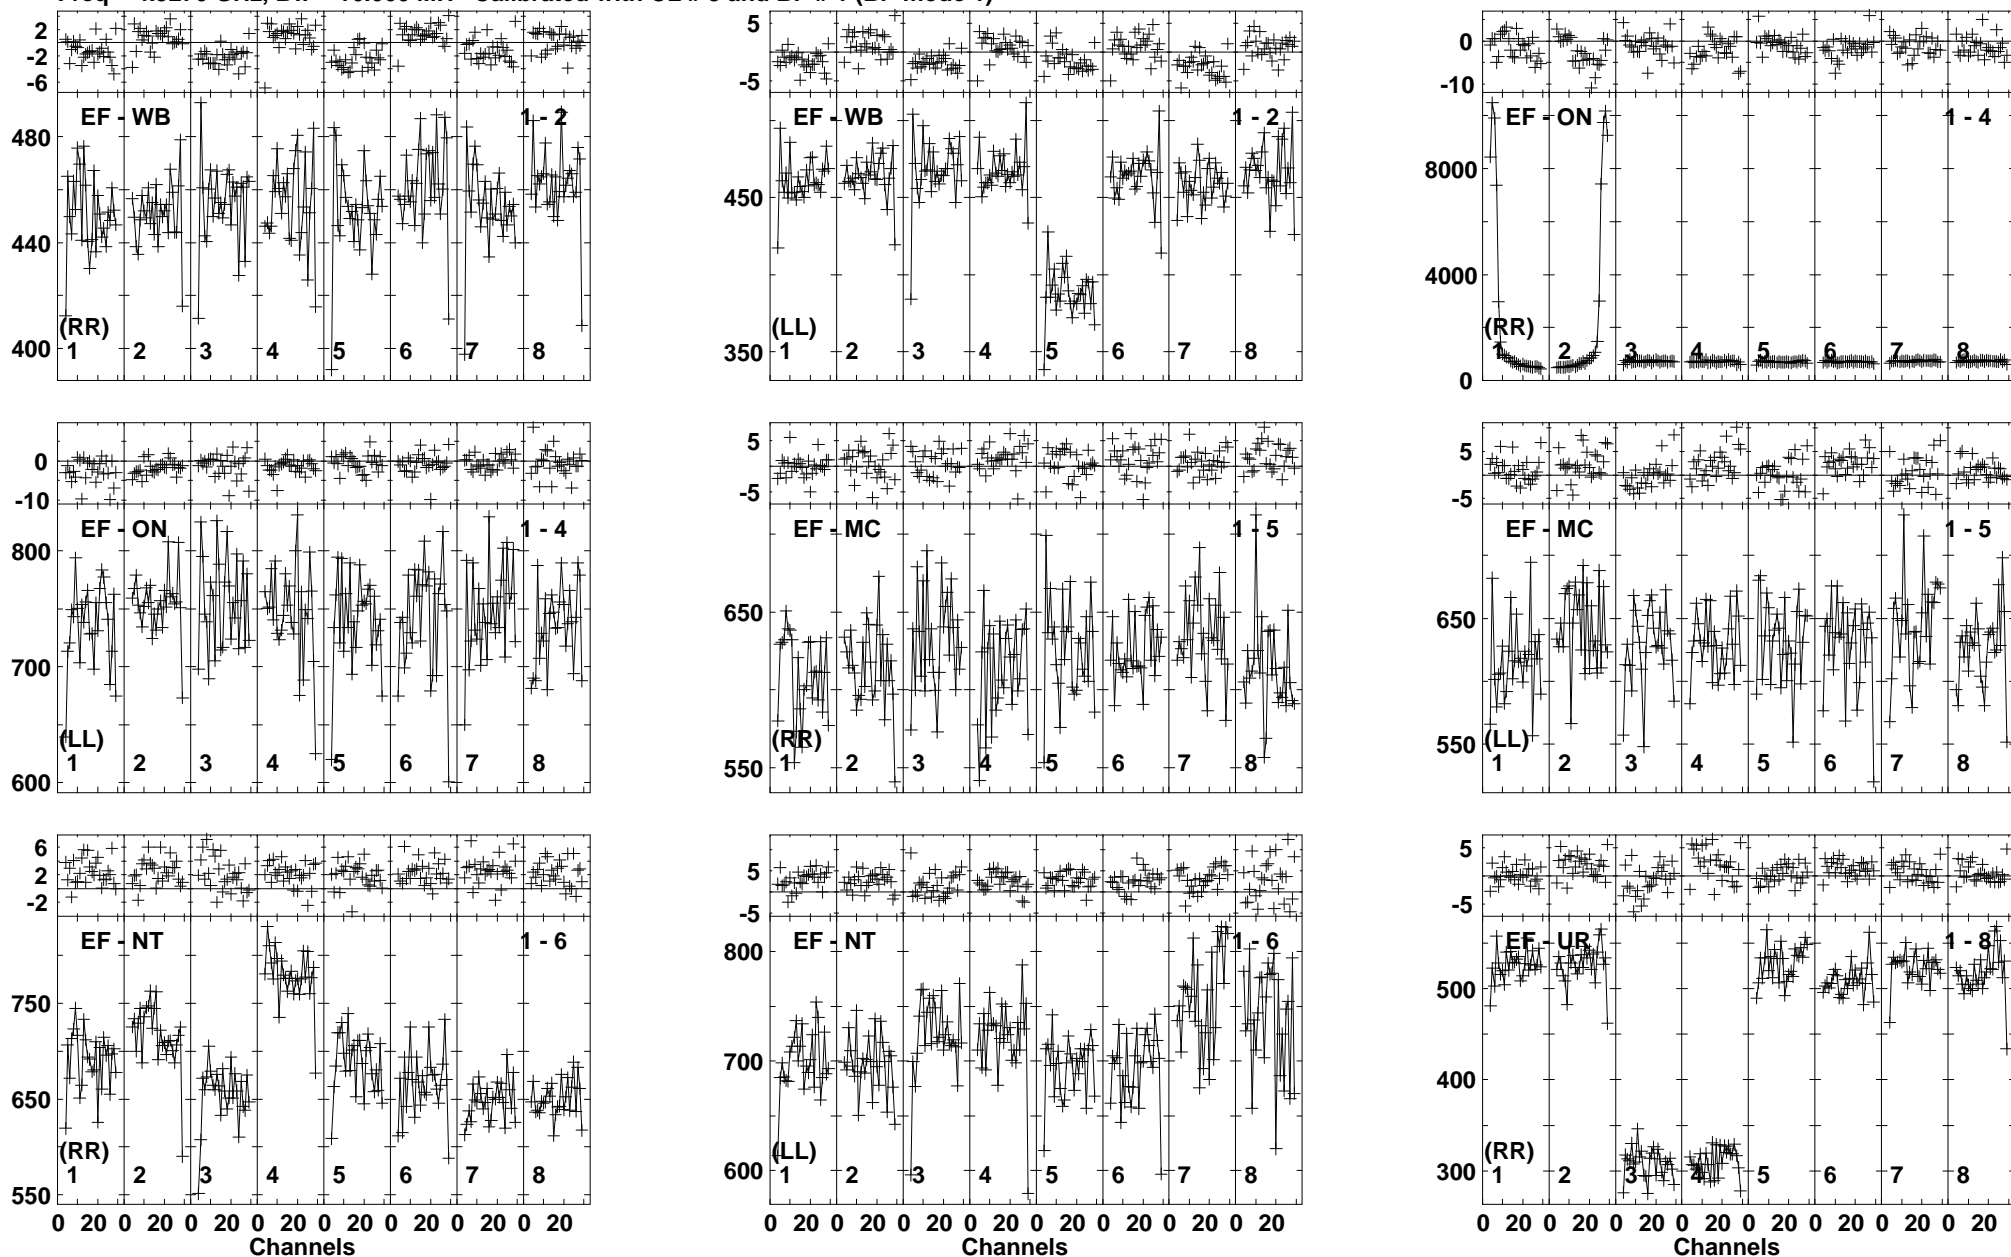 2
-2
-6
EF - WB
1 - 2
480
440
400
(RR)
1 2 3 4 5 6 7 8
5
-5
EF - WB
1 - 2
450
350
(LL)
1 2 3 4 5 6 7 8
0
-10
EF - ON
1 - 4
8000
4000
0
(RR)
1 2 3 4 5 6 7 8
0
-10
EF - ON
1 - 4
800
700
600
(LL)
1 2 3 4 5 6 7 8
5
-5
EF - MC
1 - 5
650
550
(RR)
1 2 3 4 5 6 7 8
5
-5
EF - MC
1 - 5
650
550
(LL)
1 2 3 4 5 6 7 8
6
2
-2
EF - NT
1 - 6
750
650
550
(RR)
1 2 3 4 5 6 7 8
0 20 0 20 0 20 0 20 0 20 0 20 0 20 0 20
Channels
5
-5
EF - NT
1 - 6
800
700
600
(LL)
1 2 3 4 5 6 7 8
0 20 0 20 0 20 0 20 0 20 0 20 0 20 0 20
Channels
5
-5
EF - UR
1 - 8
500
400
300
(RR)
1 2 3 4 5 6 7 8
0 20 0 20 0 20 0 20 0 20 0 20 0 20 0 20
Channels